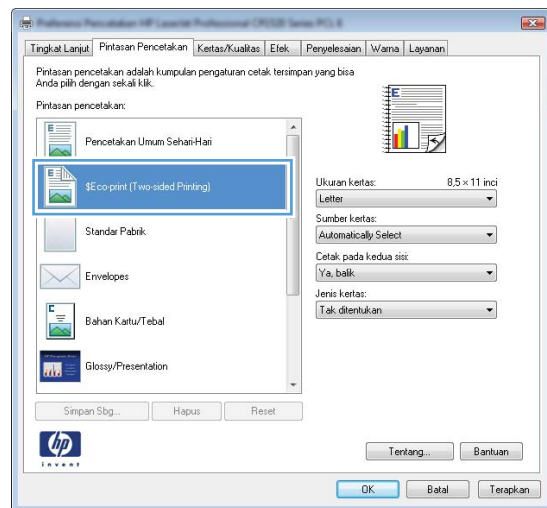 Tingkat Lanjut Pintasan Pencetakan Kertas/Kualitas Efek Penyelesaian Warna Layanan
Pintasan pencetakan adalah kumpulan pengaturan cetak tersimpan yang bisa
Anda pilih dengan sekali klik.
Pintasan pencetakan:
Pencetakan Umum Sehari-Hari
$Eco-print (Two-sided Printing)
Standar Pabrik
Envelopes
Bahan Kartu/Tebal
Glossy/Presentation
Ukuran kertas: 8,5 × 11 inci
Letter
Sumber kertas:
Automatically Select
Cetak pada kedua sisi:
Ya, balik
Jenis kertas:
Tak ditentukan
Simpan Sbg... Hapus Reset
hp
invent
Tentang... Bantuan
OK Batal Terapkan